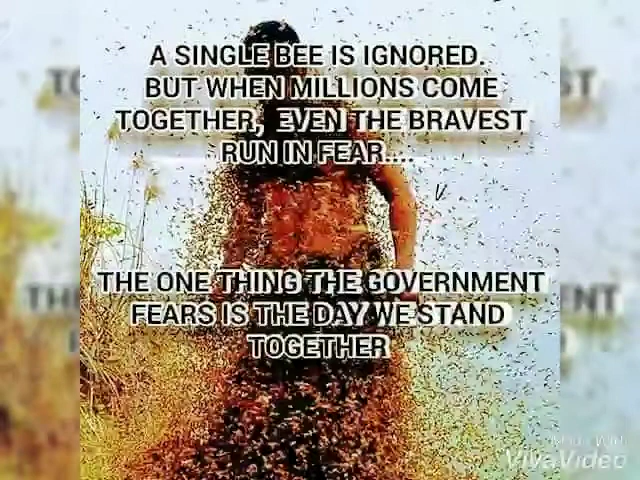 A SINGLE BEE IS IGNORED.
BUT WHEN MILLIONS COME
TOGETHER, EVEN THE BRAVEST
RUN IN FEAR....
THE ONE THING THE GOVERNMENT
FEARS IS THE DAY WE STAND
TOGETHER
VivaVideo